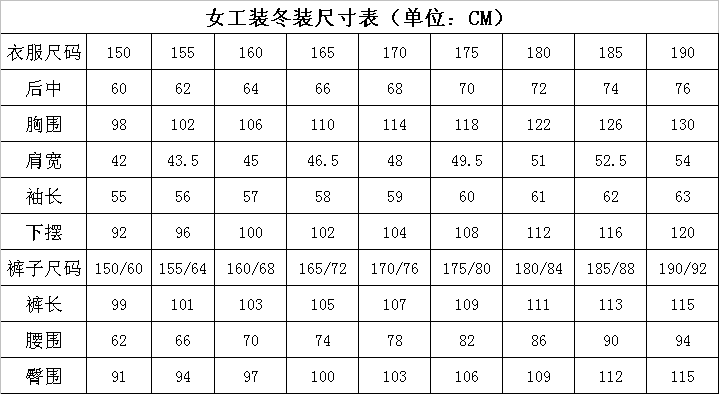 女工装冬装尺寸表（单位：CM）
衣服尺码 150 155 160 165 170 175 180 185 190
后中 60 62 64 66 68 70 72 74 76
胸围 98 102 106 110 114 118 122 126 130
肩宽 42 43.5 45 46.5 48 49.5 51 52.5 54
袖长 55 56 57 58 59 60 61 62 63
下摆 92 96 100 102 104 108 112 116 120
裤子尺码 150/60 155/64 160/68 165/72 170/76 175/80 180/84 185/88 190/92
裤长 99 101 103 105 107 109 111 113 115
腰围 62 66 70 74 78 82 86 90 94
臀围 91 94 97 100 103 106 109 112 115